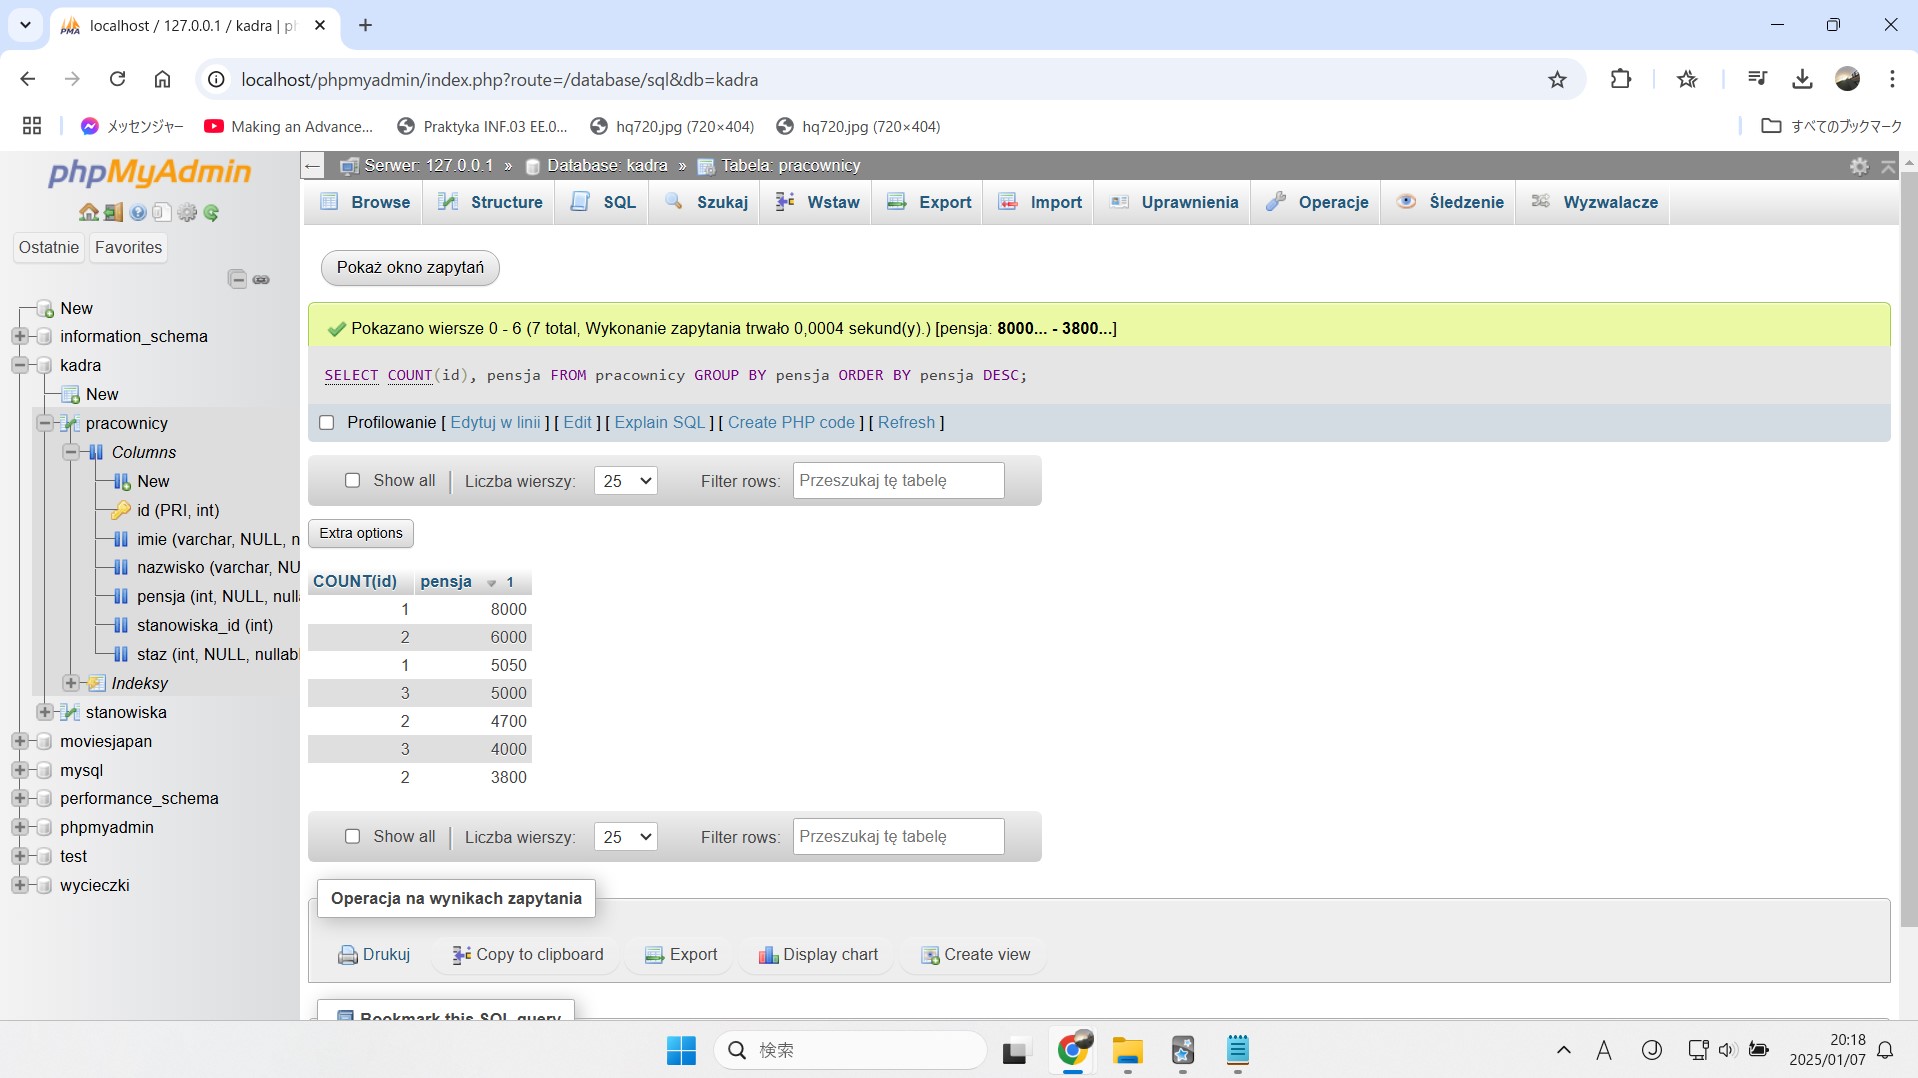 localhost / 127.0.0.1 / kadra | ph
localhost/phpmyadmin/index.php?route=/database/sql&db=kadra
メッセンジャー
Making an Advance...
Praktyka INF.03 EE.0...
hq720.jpg (720×404)
hq720.jpg (720×404)
すべてのブックマーク
phpMyAdmin
Ostatnie
Favorites
New
information_schema
kadra
New
pracownicy
Columns
New
id (PRI, int)
imie (varchar, NULL, n
nazwisko (varchar, NU
pensja (int, NULL, null
stanowiska_id (int)
staz (int, NULL, nullabl
Indeksy
stanowiska
moviesjapan
mysql
performance_schema
phpmyadmin
test
wycieczki
Serwer: 127.0.0.1 » Database: kadra » Tabela: pracownicy
Browse
Structure
SQL
Szukaj
Wstaw
Export
Import
Uprawnienia
Operacje
Śledzenie
Wyzwalacze
Pokaż okno zapytań
Pokazano wiersze 0 - 6 (7 total, Wykonanie zapytania trwało 0,0004 sekund(y).) [pensja: 8000... - 3800...]
SELECT COUNT(id), pensja FROM pracownicy GROUP BY pensja ORDER BY pensja DESC;
Profilowanie [ Edytuj w linii ] [ Edit ] [ Explain SQL ] [ Create PHP code ] [ Refresh ]
Show all | Liczba wierszy: 25 Filter rows: Przeszukaj tę tabelę
Extra options
COUNT(id) pensja 1
1 8000
2 6000
1 5050
3 5000
2 4700
3 4000
2 3800
Show all | Liczba wierszy: 25 Filter rows: Przeszukaj tę tabelę
Operacja na wynikach zapytania
Drukuj
Copy to clipboard
Export
Display chart
Create view
Bookmark this SQL query
検索
A
20:18
2025/01/07